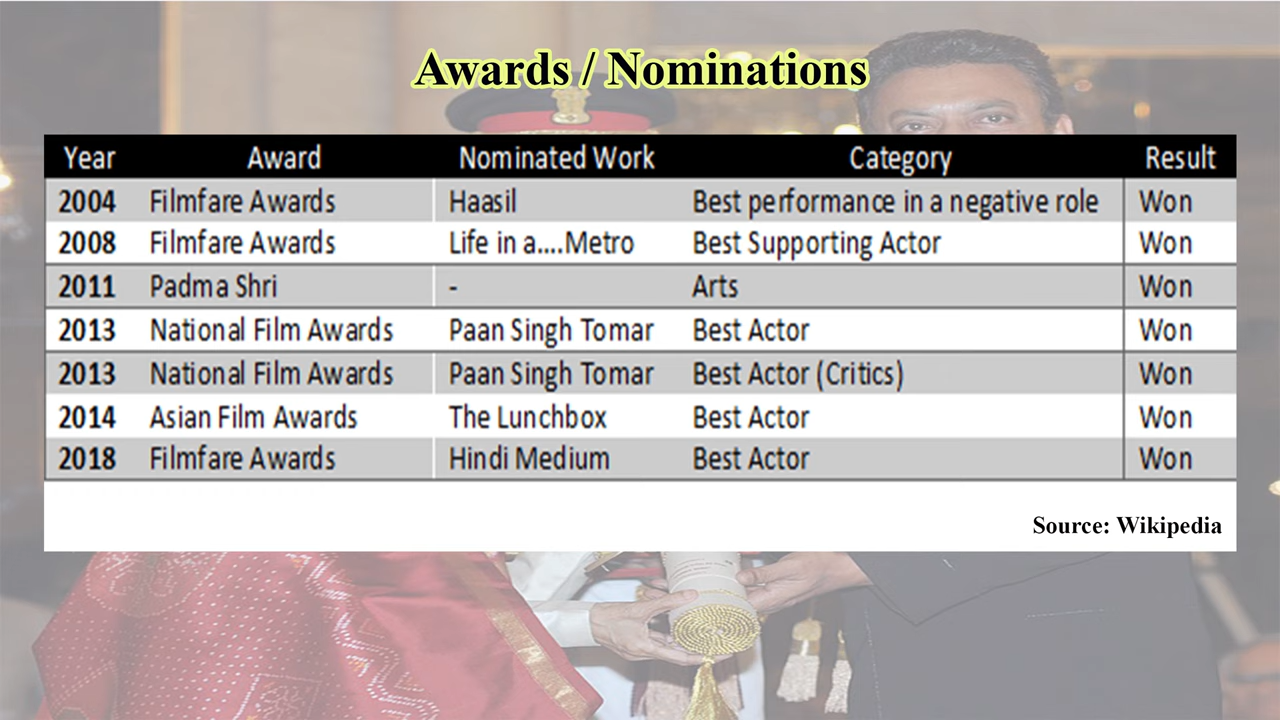 Awards / Nominations
Year Award Nominated Work Category Result
2004 Filmfare Awards Haasil Best performance in a negative role Won
2008 Filmfare Awards Life in a....Metro Best Supporting Actor Won
2011 Padma Shri - Arts Won
2013 National Film Awards Paan Singh Tomar Best Actor Won
2013 National Film Awards Paan Singh Tomar Best Actor (Critics) Won
2014 Asian Film Awards The Lunchbox Best Actor Won
2018 Filmfare Awards Hindi Medium Best Actor Won
Source: Wikipedia